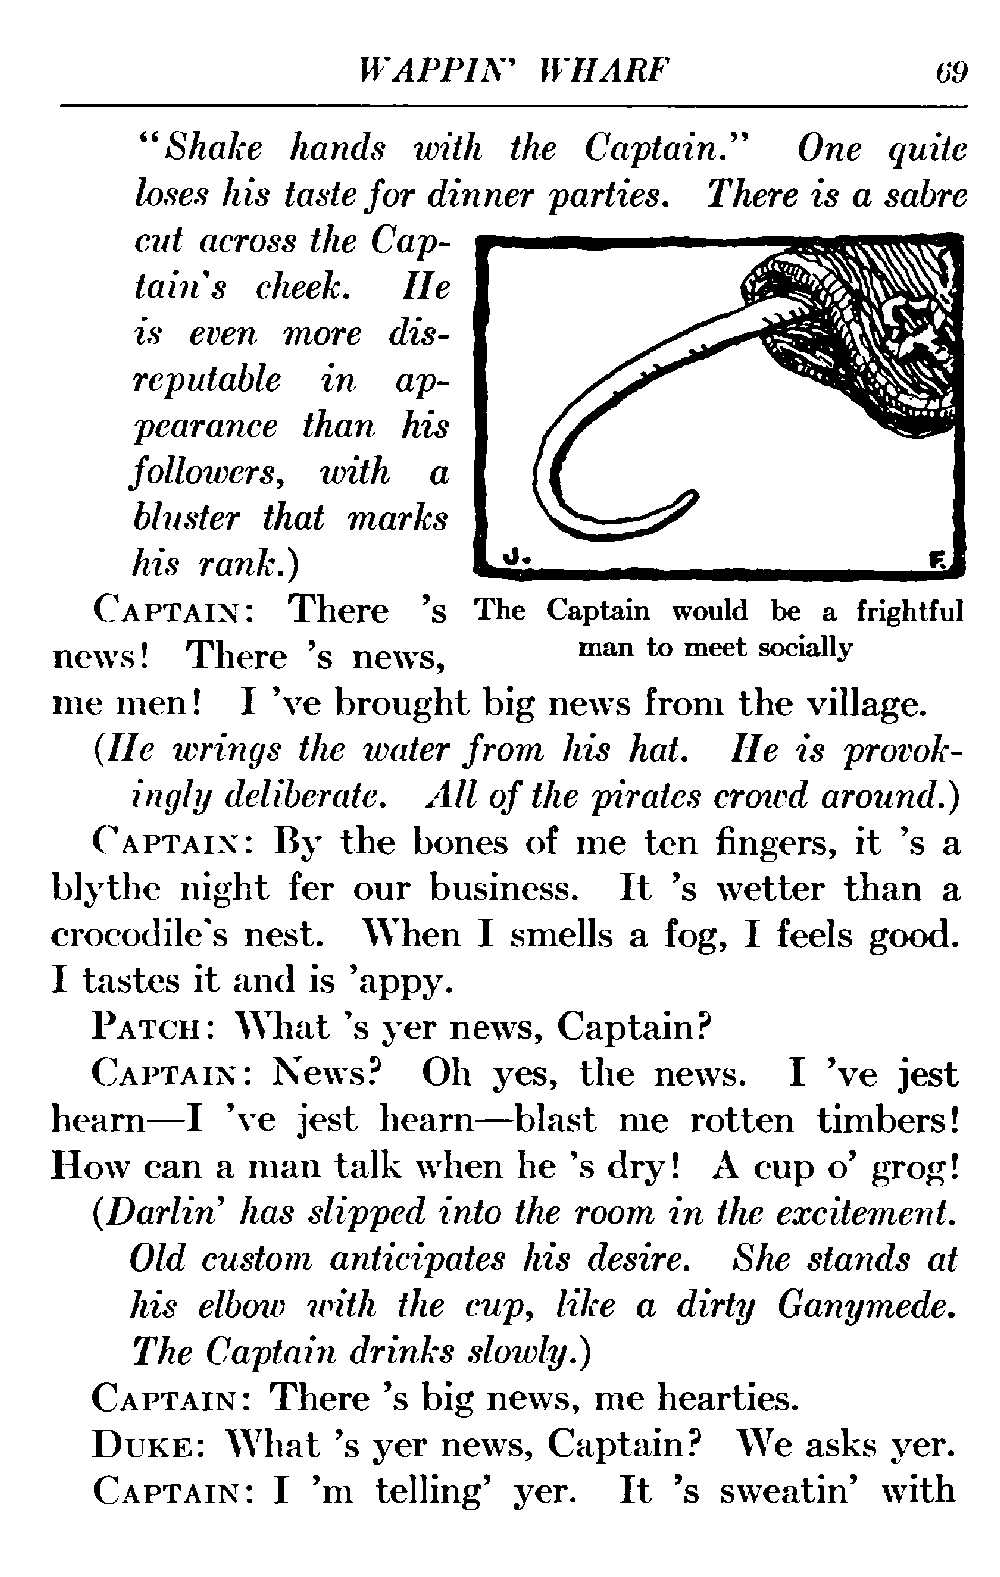 WAPPIN' WHARF 69
"Shake hands with the Captain." One quite
loses his taste for dinner parties. There is a sabre
cut across the Cap-
tain's cheek. He
is even more dis-
reputable in ap-
pearance than his
followers, with a
bluster that marks
his rank.)
J. F.
The Captain would be a frightful
man to meet socially
CAPTAIN: There 's
news! There 's news,
me men! I 've brought big news from the village.
(He wrings the water from his hat. He is provok-
ingly deliberate. All of the pirates crowd around.)
CAPTAIN: By the bones of me ten fingers, it 's a
blythe night fer our business. It 's wetter than a
crocodile's nest. When I smells a fog, I feels good.
I tastes it and is 'appy.
PATCH: What 's yer news, Captain?
CAPTAIN: News? Oh yes, the news. I 've jest
hearn—I 've jest hearn—blast me rotten timbers!
How can a man talk when he 's dry! A cup o' grog!
(Darlin' has slipped into the room in the excitement.
Old custom anticipates his desire. She stands at
his elbow with the cup, like a dirty Ganymede.
The Captain drinks slowly.)
CAPTAIN: There 's big news, me hearties.
DUKE: What 's yer news, Captain? We asks yer.
CAPTAIN: I 'm telling' yer. It 's sweatin' with